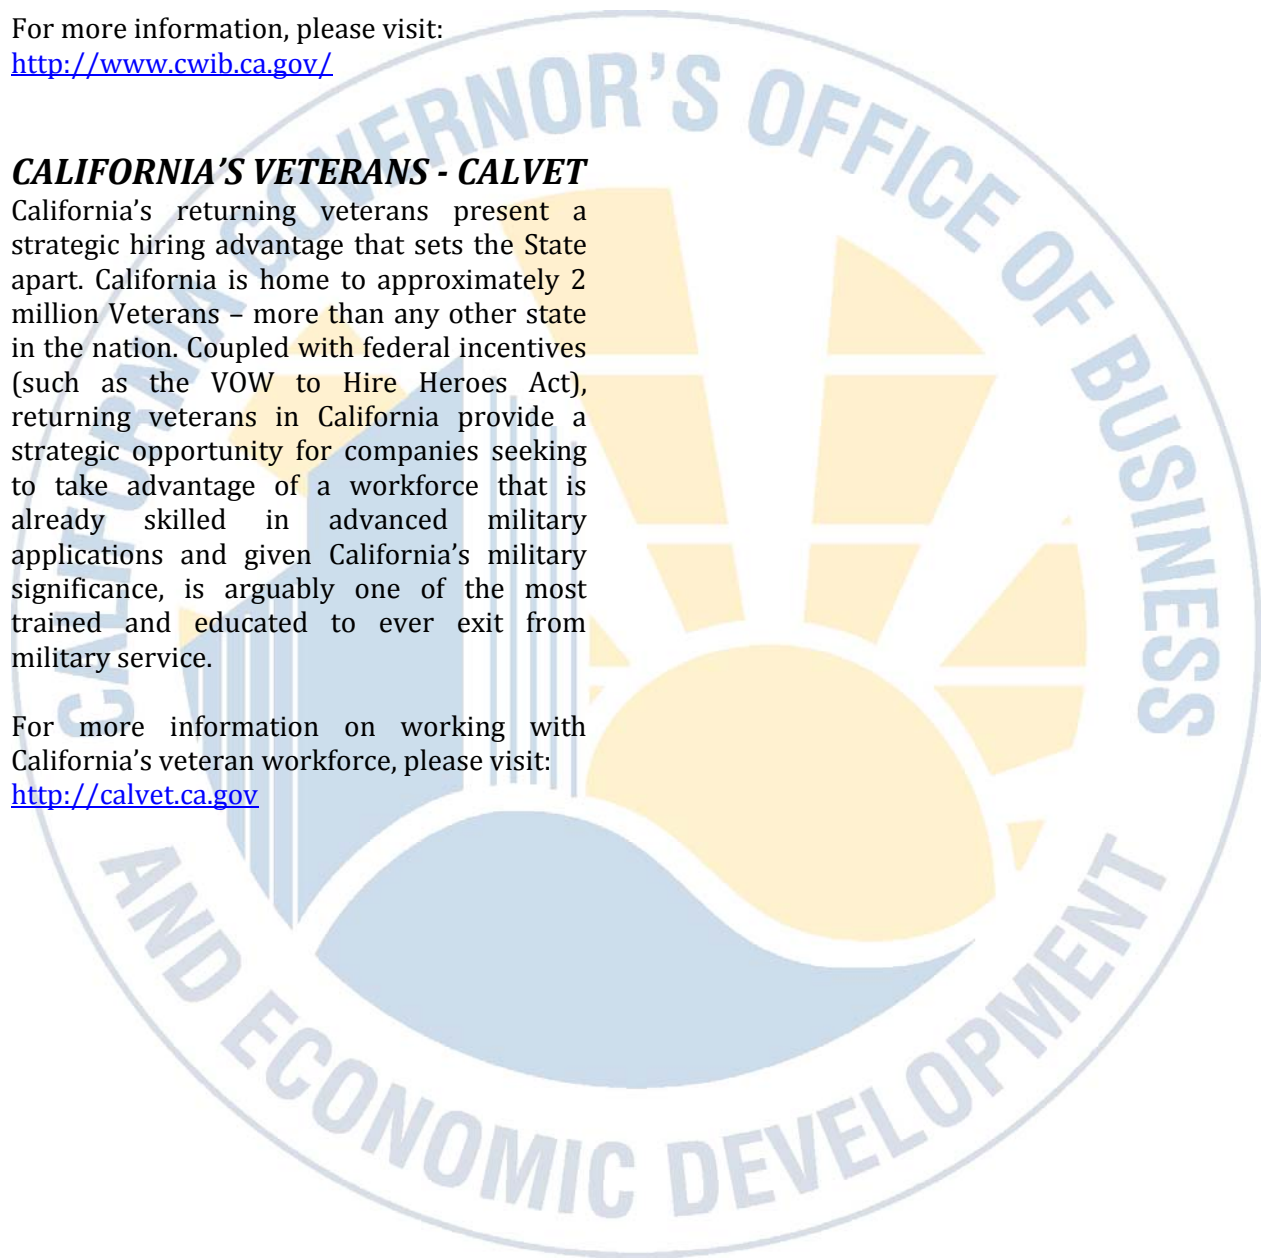 For more information, please visit:
http://www.cwib.ca.gov/
CALIFORNIA’S VETERANS - CALVET
California’s returning veterans present a
strategic hiring advantage that sets the State
apart. California is home to approximately 2
million Veterans – more than any other state
in the nation. Coupled with federal incentives
(such as the VOW to Hire Heroes Act),
returning veterans in California provide a
strategic opportunity for companies seeking
to take advantage of a workforce that is
already skilled in advanced military
applications and given California’s military
significance, is arguably one of the most
trained and educated to ever exit from
military service.
For more information on working with
California’s veteran workforce, please visit:
http://calvet.ca.gov
CALIFORNIA GOVERNOR’S OFFICE OF BUSINESS
AND ECONOMIC DEVELOPMENT